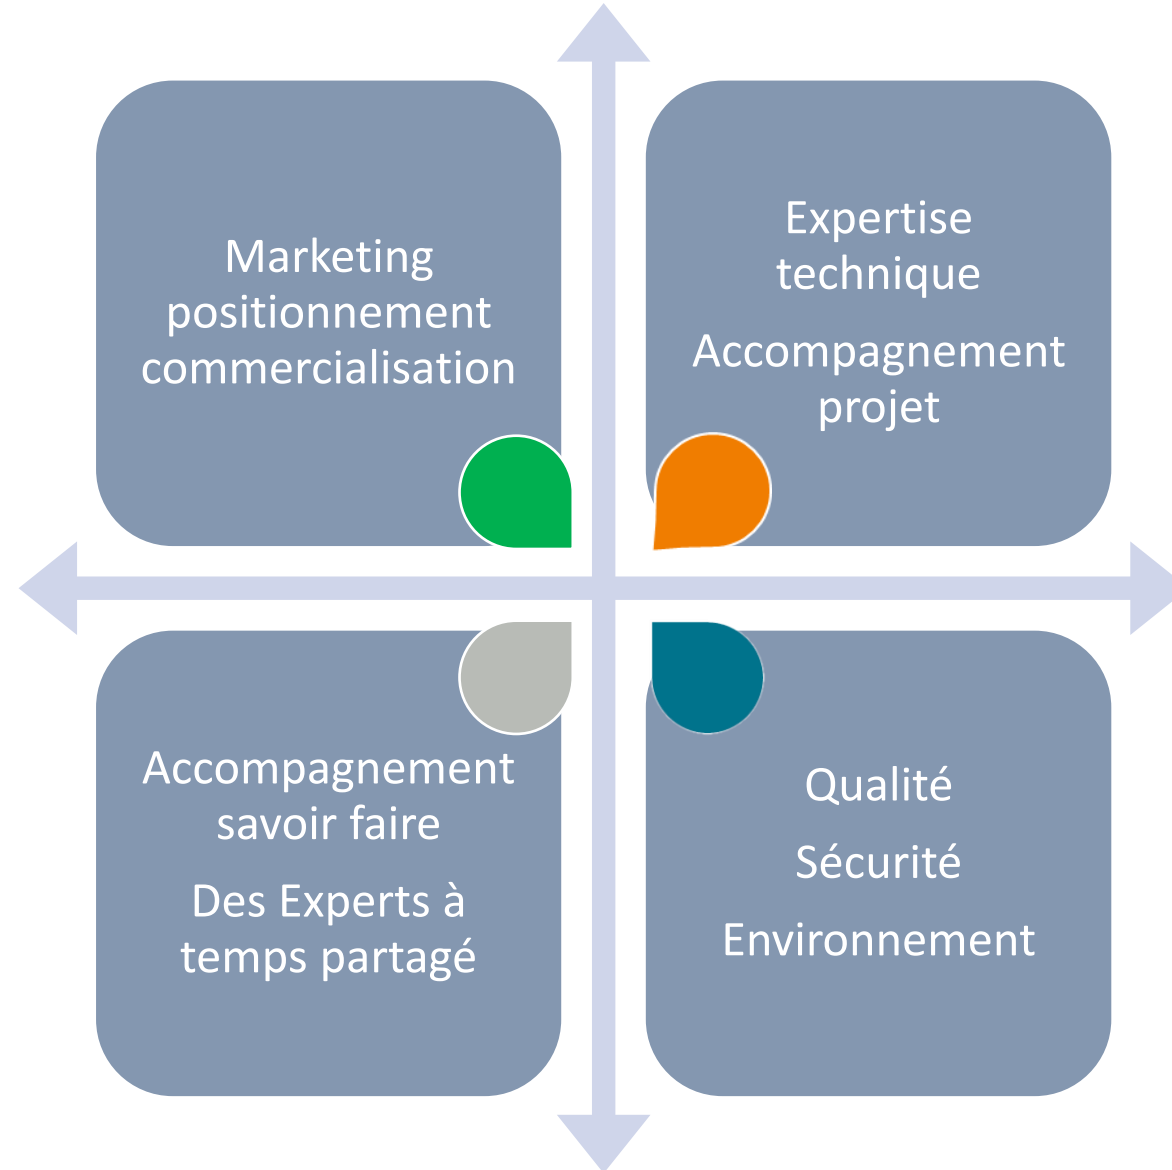 Marketing
positionnement
commercialisation
Expertise
technique
Accompagnement
projet
Accompagnement
savoir faire
Des Experts à
temps partagé
Qualité
Sécurité
Environnement